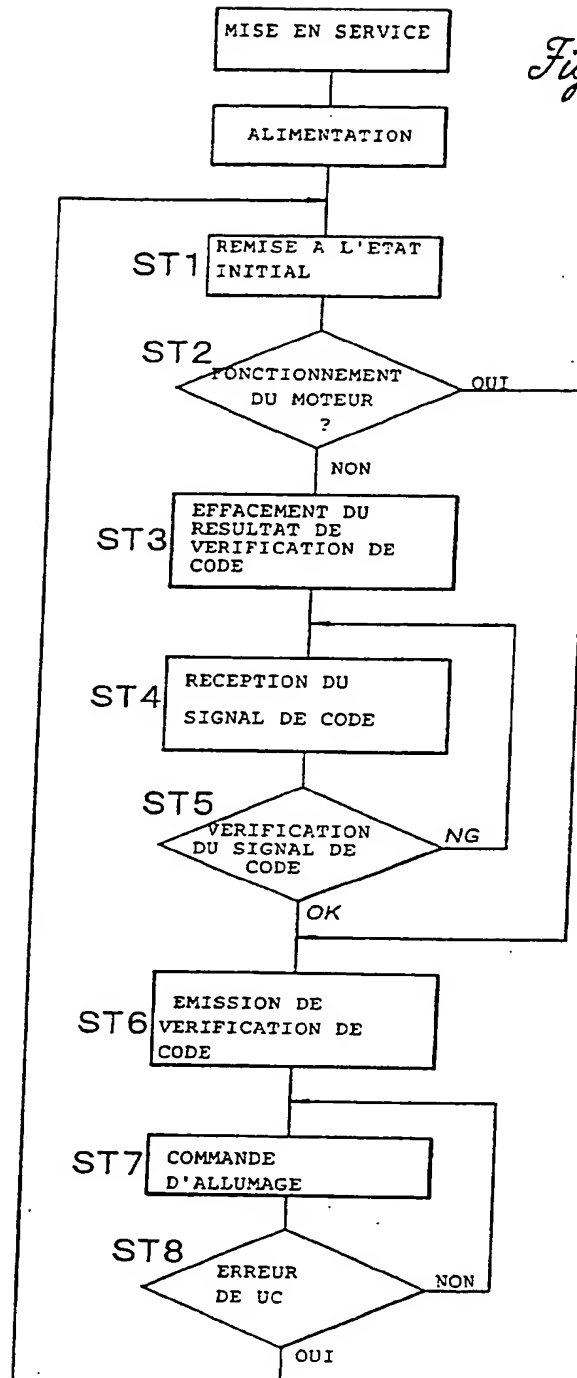 MISE EN SERVICE
Fig
ALIMENTATION
ST1
REMISE A L'ETAT
INITIAL
ST2
FONCTIONNEMENT
DU MOTEUR
?
OUI
NON
ST3
EFFACEMENT DU
RESULTAT DE
VERIFICATION DE
CODE
ST4
RECEPTION DU
SIGNAL DE CODE
ST5
VERIFICATION
DU SIGNAL DE
CODE
NG
OK
ST6
EMISSION DE
VERIFICATION DE
CODE
ST7
COMMANDE
D'ALLUMAGE
ST8
ERREUR
DE UC
NON
OUI